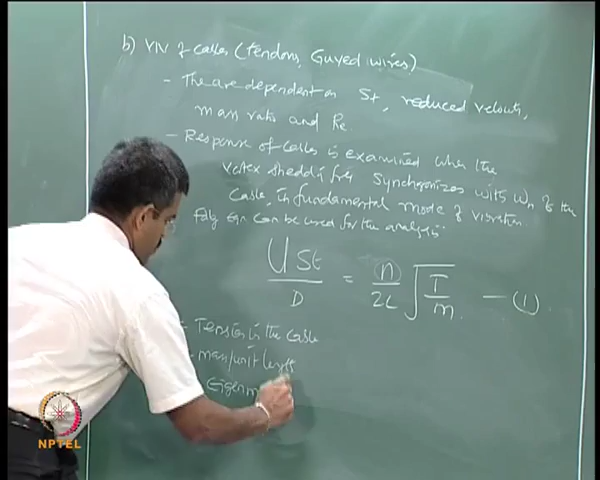 b) VIV of cables (tendons, Guyed wires)
- The are dependent on St, reduced velocity,
mass ratio and Re
- Response of cables is examined when the
vortex shedding freq synchronizes with ωn of the
cable, in fundamental mode of vibration
Follg Eqn can be used for the analysis
U St / D = n / 2L √ T / m — (1)
Tension in the cable
mass/unit length
Eigen
NPTEL